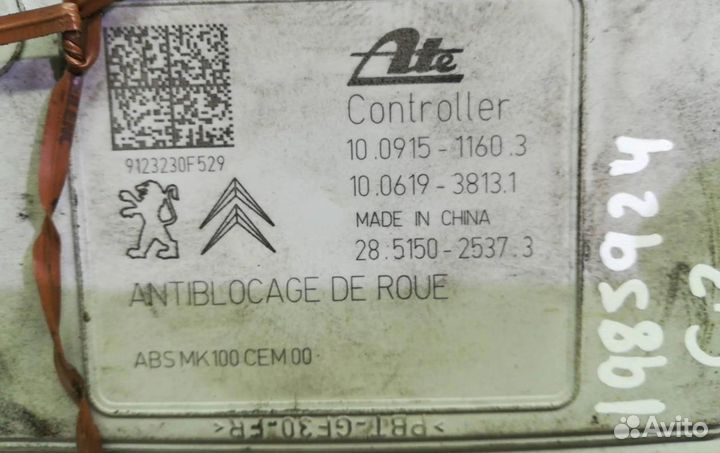 Ate
Controller
10.0915-1160.3
10.0619-3813.1
MADE IN CHINA
28.5150-2537.3
9123230F529
ANTIBLOCAGE DE ROUE
ABS MK100 CEM 00
>PBT-GF30-FR<
1985924
Avito